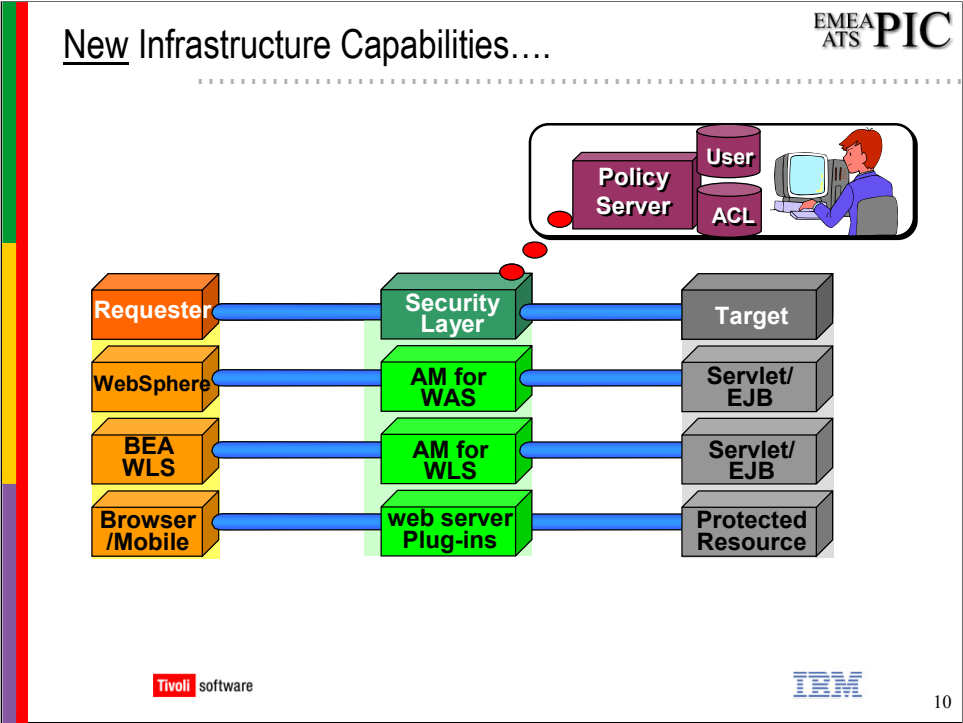 New Infrastructure Capabilities....
EMEA
ATS PIC
Policy
Server
User
ACL
Requester
Security
Layer
Target
WebSphere
AM for
WAS
Servlet/
EJB
BEA
WLS
AM for
WLS
Servlet/
EJB
Browser
/Mobile
web server
Plug-ins
Protected
Resource
Tivoli software
IBM
10